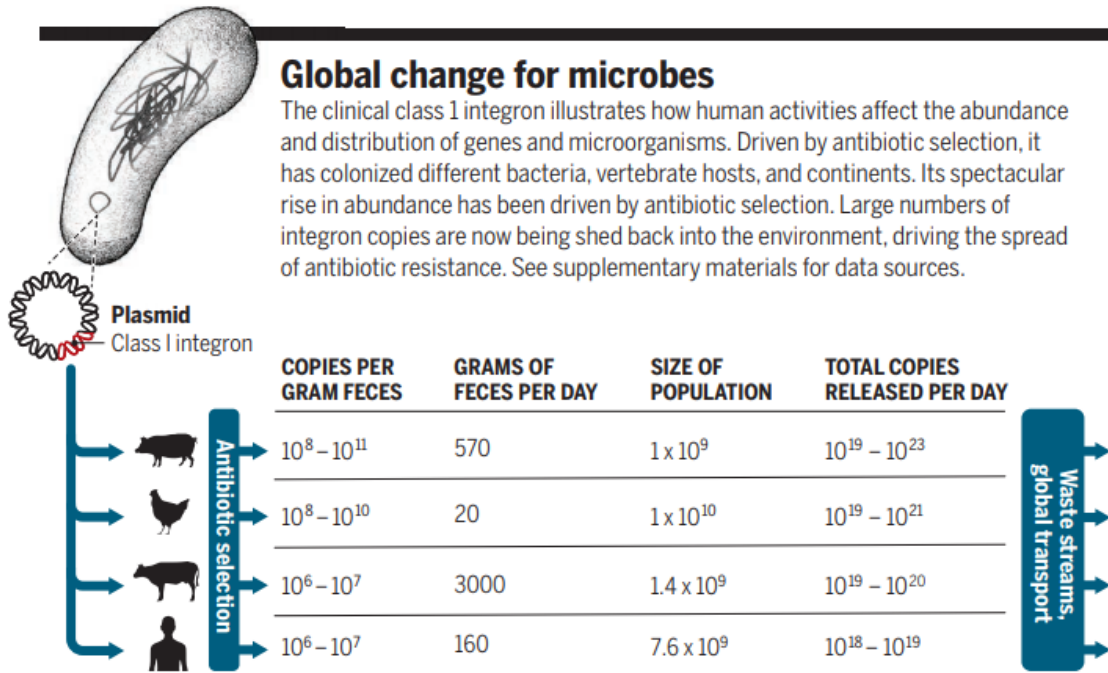 Global change for microbes
The clinical class 1 integron illustrates how human activities affect the abundance
and distribution of genes and microorganisms. Driven by antibiotic selection, it
has colonized different bacteria, vertebrate hosts, and continents. Its spectacular
rise in abundance has been driven by antibiotic selection. Large numbers of
integron copies are now being shed back into the environment, driving the spread
of antibiotic resistance. See supplementary materials for data sources.
Plasmid
Class I integron
COPIES PER GRAMS OF SIZE OF TOTAL COPIES
GRAM FECES FECES PER DAY POPULATION RELEASED PER DAY
Antibiotic selection
10⁸ – 10¹¹ 570 1 x 10⁹ 10¹⁹ – 10²³
10⁸ – 10¹⁰ 20 1 x 10¹⁰ 10¹⁹ – 10²¹
10⁶ – 10⁷ 3000 1.4 x 10⁹ 10¹⁹ – 10²⁰
10⁶ – 10⁷ 160 7.6 x 10⁹ 10¹⁸ – 10¹⁹
Waste streams,
global transport